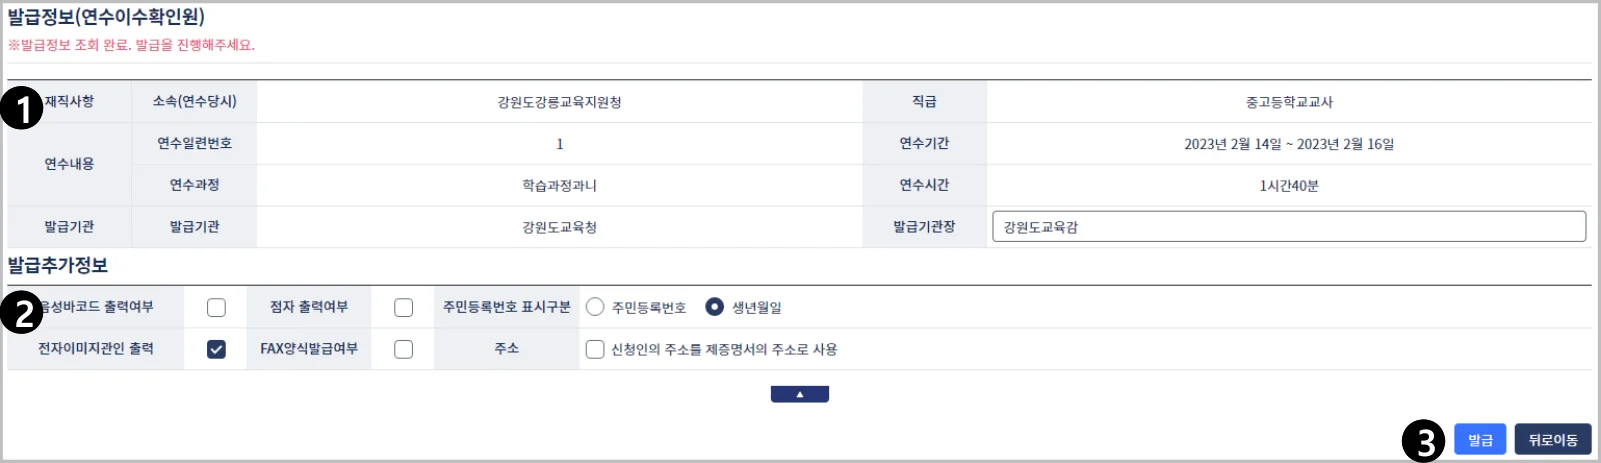 발급정보(연수이수확인원)
※발급정보 조회 완료. 발급을 진행해주세요.
1 재직사항 소속(연수당시) 강원도강릉교육지원청 직급 중고등학교교사
연수내용 연수일련번호 1 연수기간 2023년 2월 14일 ~ 2023년 2월 16일
연수과정 학습과정과니 연수시간 1시간40분
발급기관 발급기관 강원도교육청 발급기관장 강원도교육감
발급추가정보
2 음성바코드 출력여부 점자 출력여부 주민등록번호 표시구분 주민등록번호 생년월일
전자이미지관인 출력 FAX양식발급여부 주소 신청인의 주소를 제증명서의 주소로 사용
▲
3 발급 뒤로이동